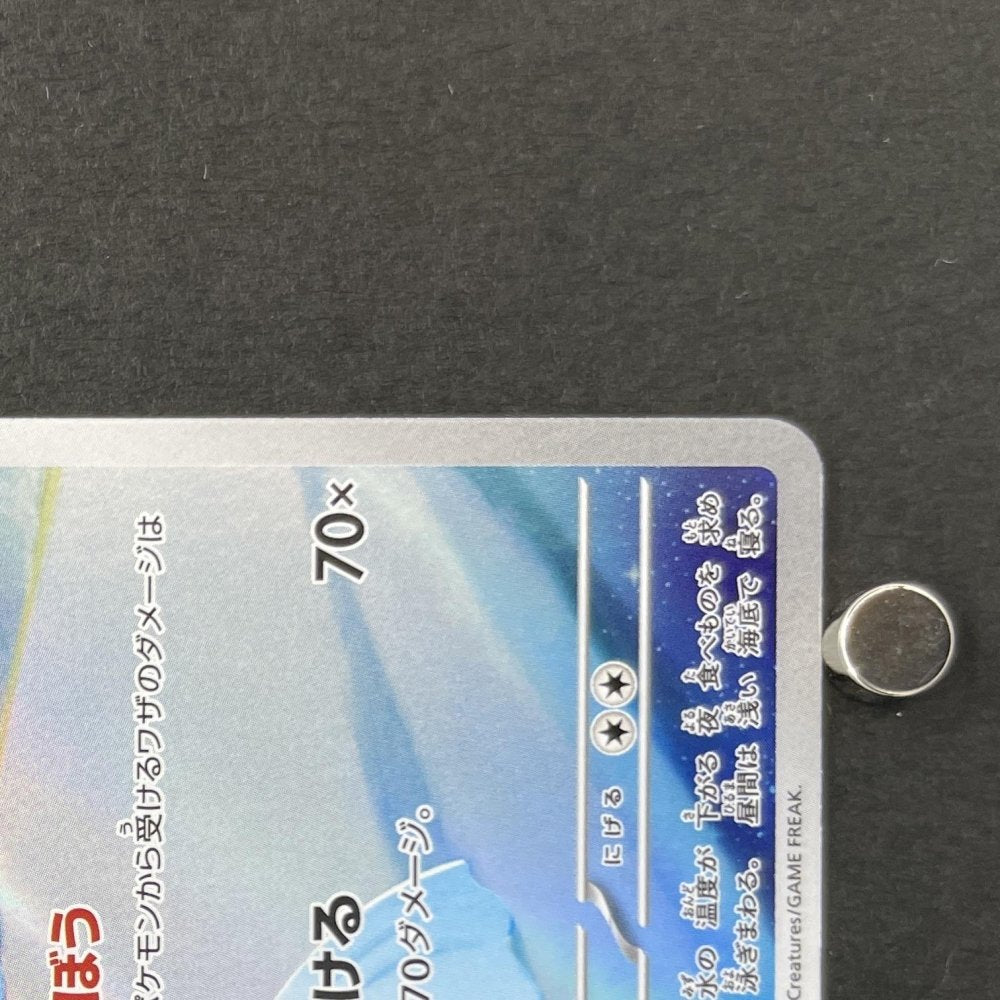 ぼう
ポケモンから受けるワザのダメージは
ける 70×
70ダメージ。
にげる
水の 温度が 下がる 夜 食べものを 求め
泳ぎまわる。 昼間は 浅い 海底で 寝る。
Creatures/GAME FREAK.